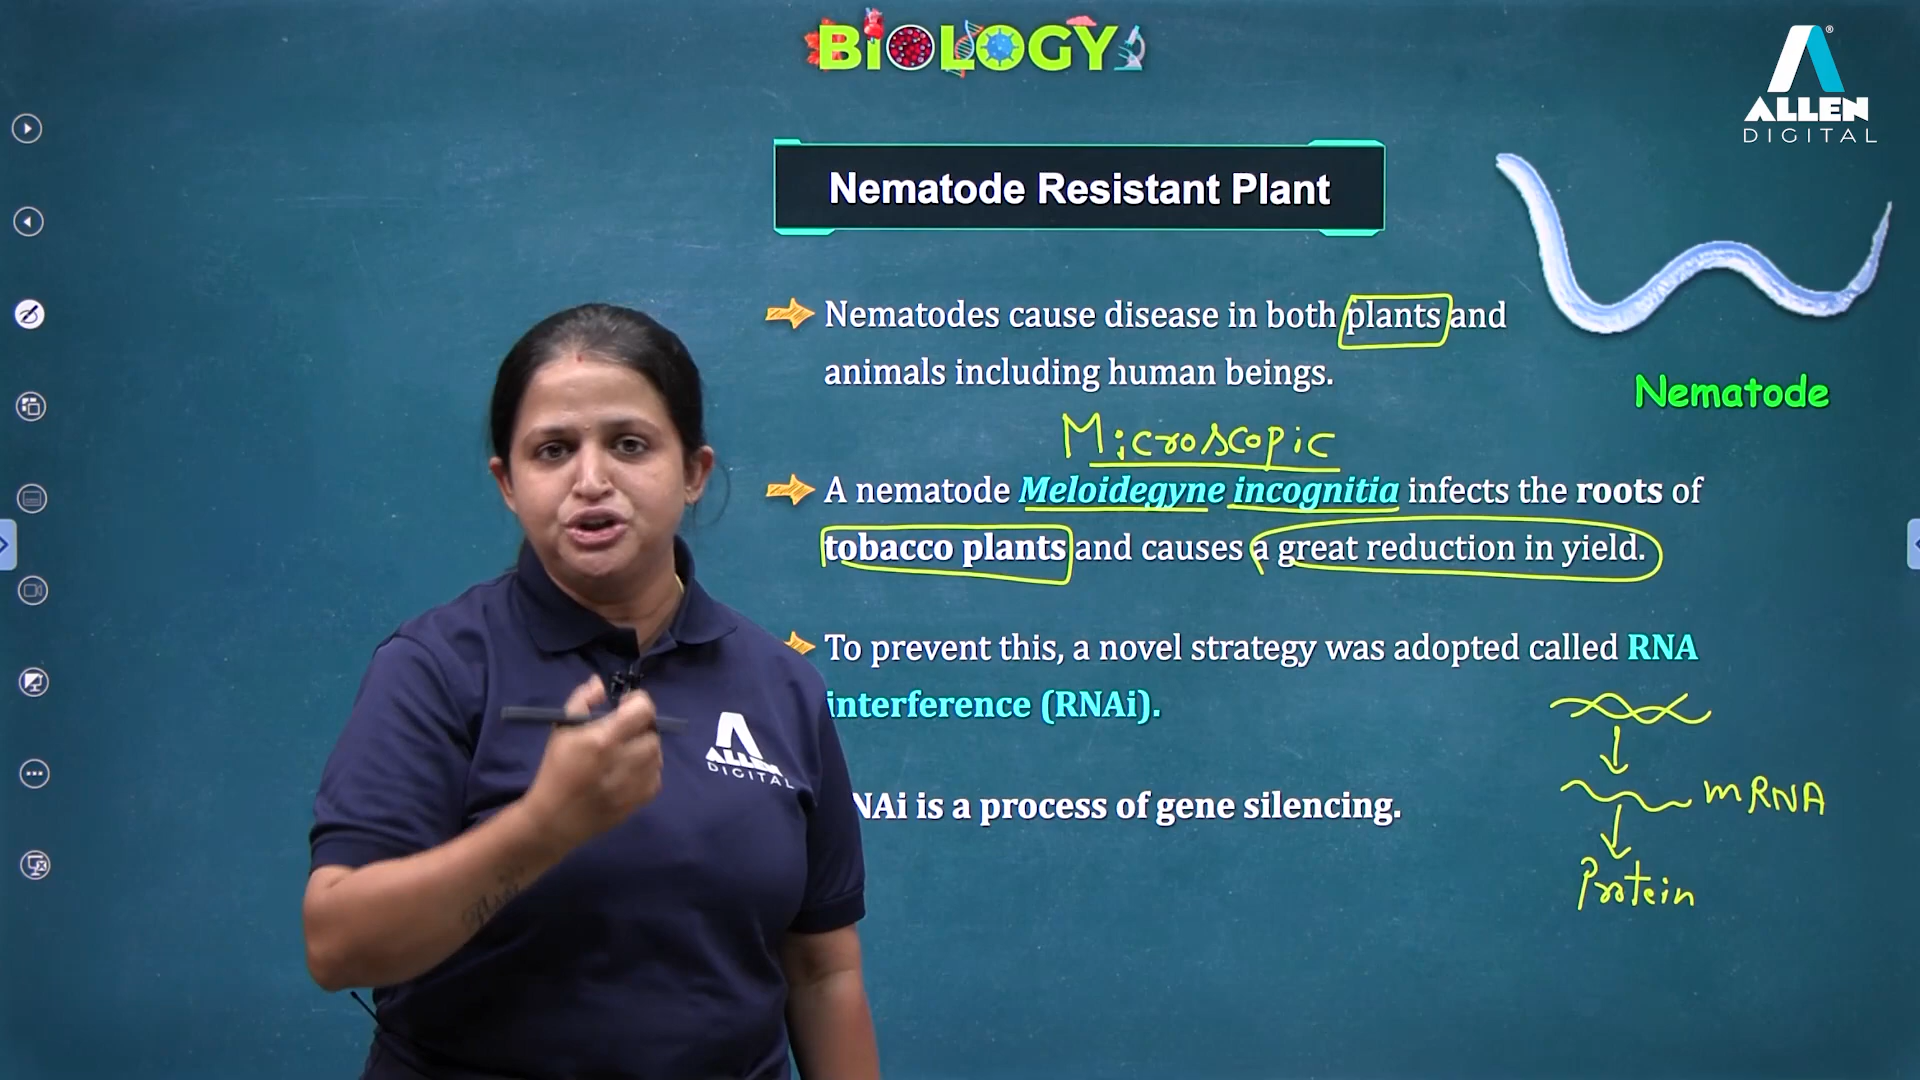 BiOLOGY
ALLEN
DIGITAL
Nematode Resistant Plant
Nematodes cause disease in both plants and
animals including human beings.
Nematode
Microscopic
A nematode Meloidegyne incognitia infects the roots of
tobacco plants and causes a great reduction in yield.
To prevent this, a novel strategy was adopted called RNA
interference (RNAi).
NAi is a process of gene silencing.
mRNA
Protein
ALLEN
DIGITAL